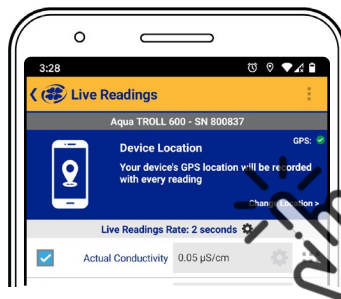 3:28
Live Readings
Aqua TROLL 600 - SN 800837
GPS:
Device Location
Your device's GPS location will be recorded
with every reading
Change Location >
Live Readings Rate: 2 seconds
Actual Conductivity 0.05 µS/cm